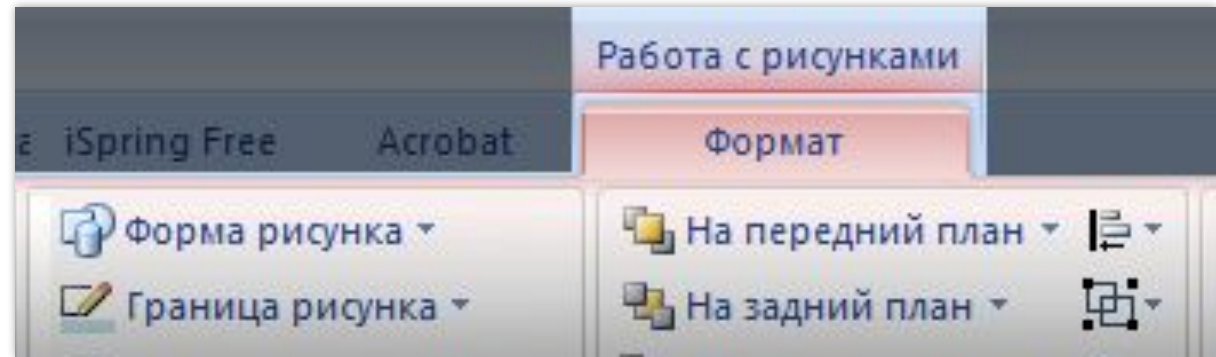 Работа с рисунками
iSpring Free Acrobat Формат
Форма рисунка На передний план
Граница рисунка На задний план